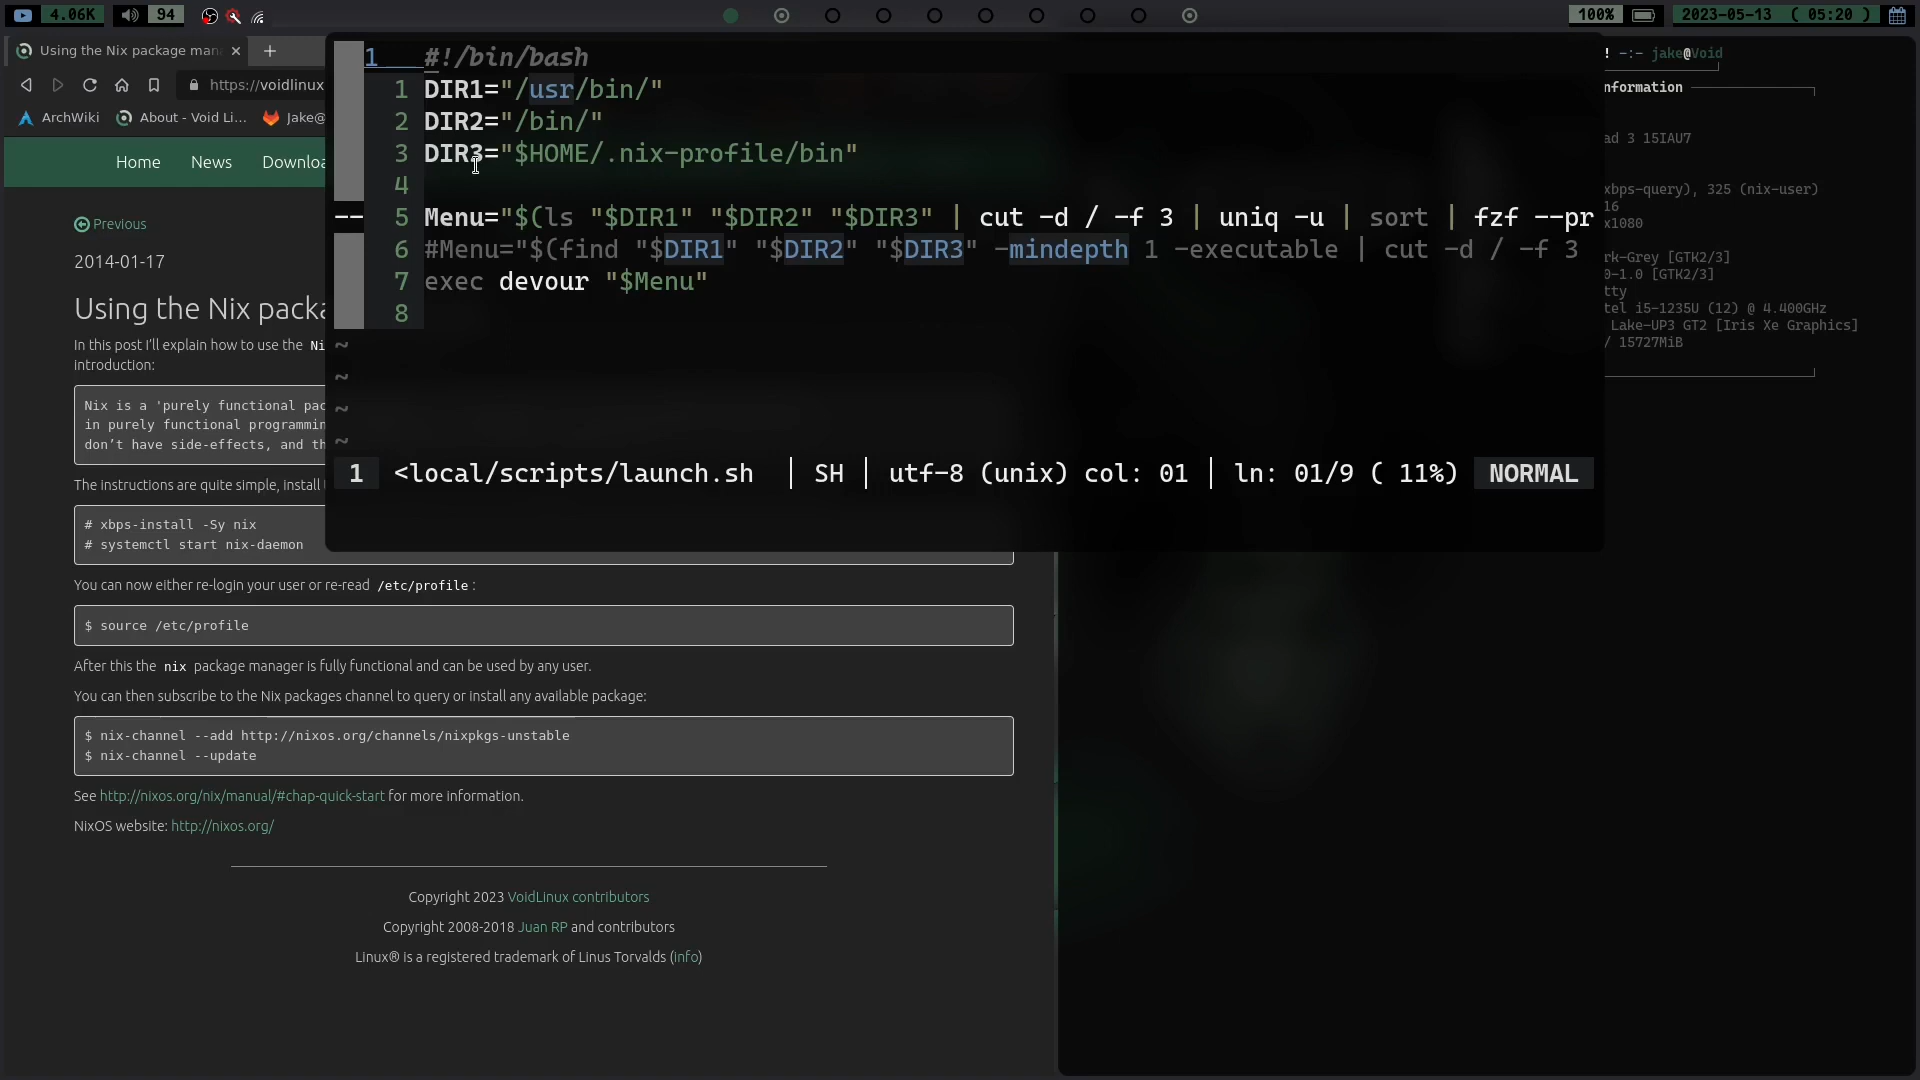 4.06K 94 100% 2023-05-13 ( 05:20 )
Using the Nix package man
https://voidlinux
ArchWiki About - Void Li... Jake@
Home News Downloa
Previous
2014-01-17
Using the Nix packa
In this post I'll explain how to use the Ni
introduction:
Nix is a 'purely functional pac
in purely functional programmin
don't have side-effects, and th
The instructions are quite simple, install
# xbps-install -Sy nix
# systemctl start nix-daemon
You can now either re-login your user or re-read /etc/profile :
$ source /etc/profile
After this the nix package manager is fully functional and can be used by any user.
You can then subscribe to the Nix packages channel to query or install any available package:
$ nix-channel --add http://nixos.org/channels/nixpkgs-unstable
$ nix-channel --update
See http://nixos.org/nix/manual/#chap-quick-start for more information.
NixOS website: http://nixos.org/
Copyright 2023 VoidLinux contributors
Copyright 2008-2018 Juan RP and contributors
Linux® is a registered trademark of Linus Torvalds (info)
1 #!/bin/bash
1 DIR1="/usr/bin/"
2 DIR2="/bin/"
3 DIR3="$HOME/.nix-profile/bin"
4
-- 5 Menu="$(ls "$DIR1" "$DIR2" "$DIR3" | cut -d / -f 3 | uniq -u | sort | fzf --pr
6 #Menu="$(find "$DIR1" "$DIR2" "$DIR3" -mindepth 1 -executable | cut -d / -f 3
7 exec devour "$Menu"
8
~
~
~
~
1 <local/scripts/launch.sh | SH | utf-8 (unix) col: 01 | ln: 01/9 ( 11%) NORMAL
! -:- jake@Void
nformation
ad 3 15IAU7
xbps-query), 325 (nix-user)
16
x1080
rk-Grey [GTK2/3]
0-1.0 [GTK2/3]
tty
tel i5-1235U (12) @ 4.400GHz
Lake-UP3 GT2 [Iris Xe Graphics]
/ 15727MiB